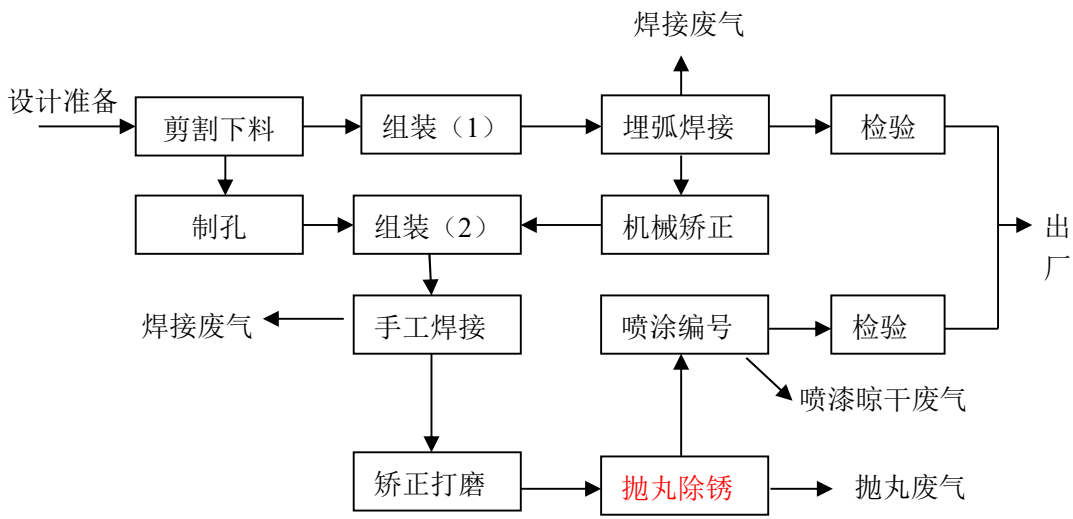 焊接废气
设计准备
剪割下料
组装（1）
埋弧焊接
检验
制孔
组装（2）
机械矫正
出
厂
焊接废气
手工焊接
喷涂编号
检验
喷漆晾干废气
矫正打磨
抛丸除锈
抛丸废气